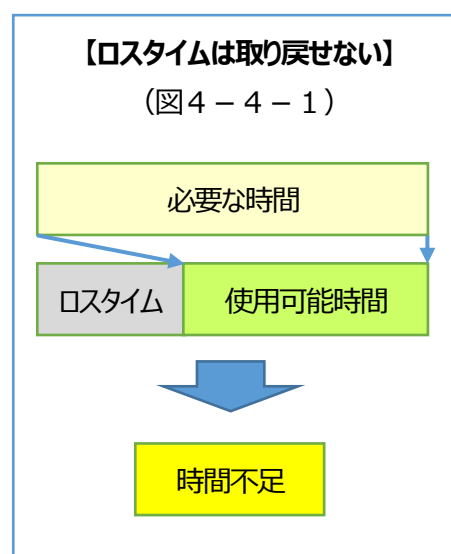 【ロスタイムは取り戻せない】
（図４－４－１）
必要な時間
ロスタイム 使用可能時間
時間不足